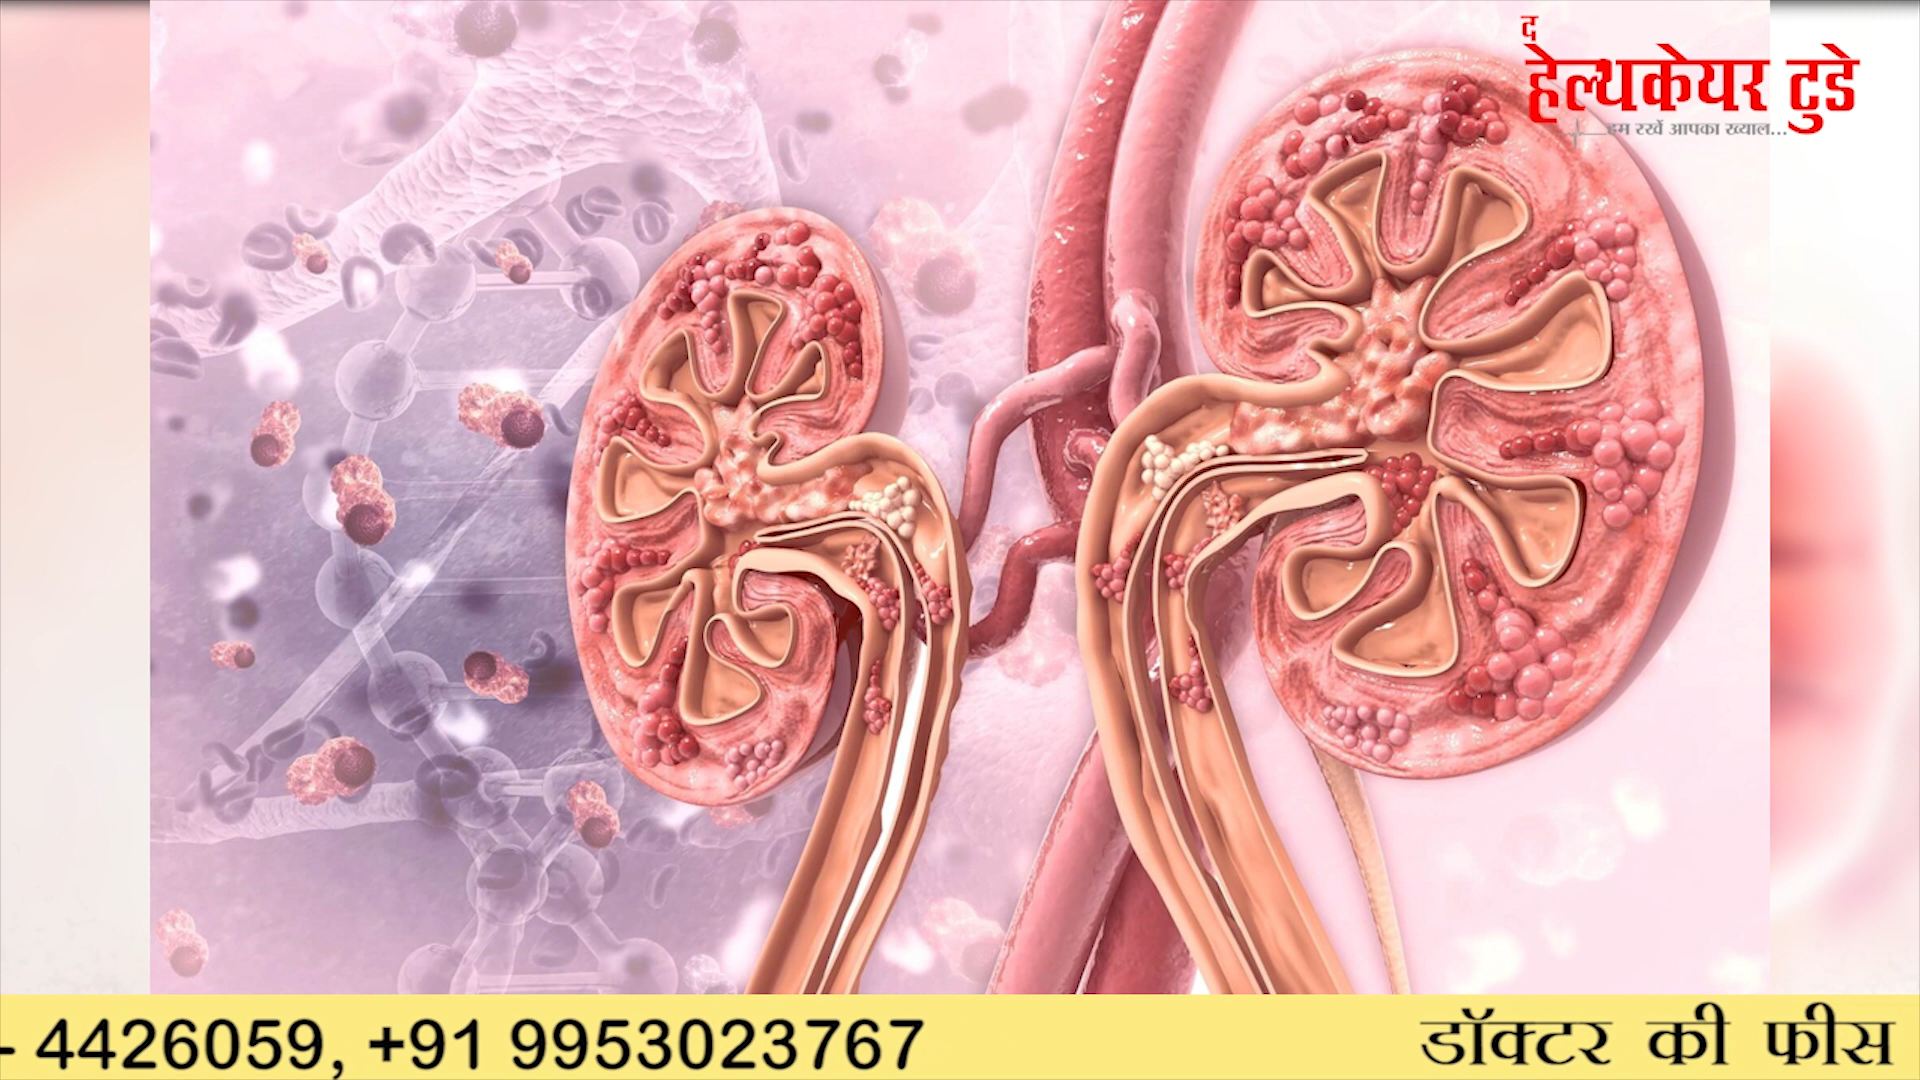 द
हेल्थकेयर टुडे
हम रखें आपका ख्याल...
- 4426059, +91 9953023767 डॉक्टर की फीस